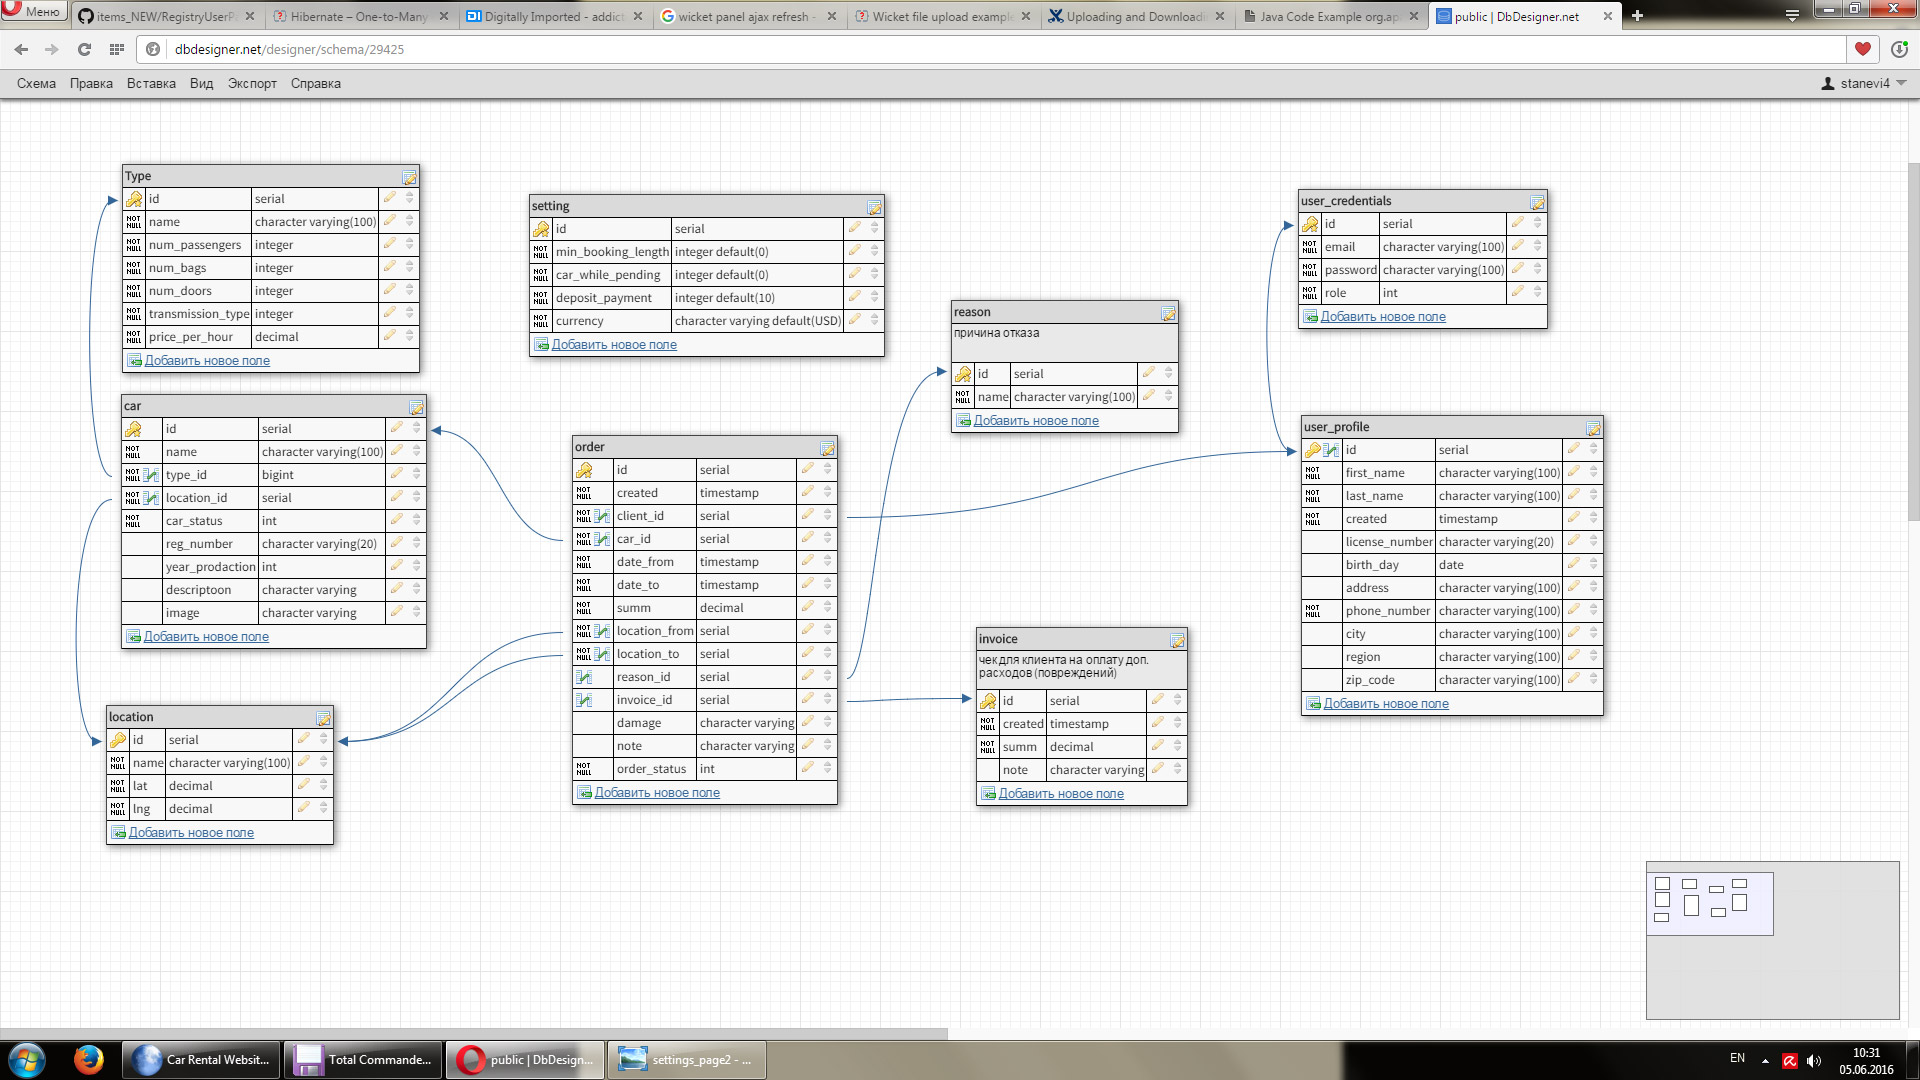 Меню
items_NEW/RegistryUserP
Hibernate – One-to-Many
Digitally Imported - addict
wicket panel ajax refresh -
Wicket file upload example
Uploading and Downloadi
Java Code Example org.ap
public | DbDesigner.net
dbdesigner.net/designer/schema/29425
Схема Правка Вставка Вид Экспорт Справка
stanevi4
Type
id serial
NOT NULL name character varying(100)
NOT NULL num_passengers integer
NOT NULL num_bags integer
NOT NULL num_doors integer
NOT NULL transmission_type integer
NOT NULL price_per_hour decimal
Добавить новое поле
car
id serial
NOT NULL name character varying(100)
NOT NULL type_id bigint
NOT NULL location_id serial
NOT NULL car_status int
reg_number character varying(20)
year_prodaction int
descriptoon character varying
image character varying
Добавить новое поле
location
id serial
NOT NULL name character varying(100)
NOT NULL lat decimal
NOT NULL lng decimal
Добавить новое поле
setting
id serial
NOT NULL min_booking_length integer default(0)
NOT NULL car_while_pending integer default(0)
NOT NULL deposit_payment integer default(10)
NOT NULL currency character varying default(USD)
Добавить новое поле
order
id serial
NOT NULL created timestamp
NOT NULL client_id serial
NOT NULL car_id serial
NOT NULL date_from timestamp
NOT NULL date_to timestamp
NOT NULL summ decimal
NOT NULL location_from serial
NOT NULL location_to serial
reason_id serial
invoice_id serial
damage character varying
note character varying
NOT NULL order_status int
Добавить новое поле
reason
причина отказа
id serial
NOT NULL name character varying(100)
Добавить новое поле
invoice
чек для клиента на оплату доп.
расходов (повреждений)
id serial
NOT NULL created timestamp
NOT NULL summ decimal
note character varying
Добавить новое поле
user_credentials
id serial
NOT NULL email character varying(100)
NOT NULL password character varying(100)
NOT NULL role int
Добавить новое поле
user_profile
id serial
NOT NULL first_name character varying(100)
NOT NULL last_name character varying(100)
NOT NULL created timestamp
license_number character varying(20)
birth_day date
address character varying(100)
NOT NULL phone_number character varying(100)
city character varying(100)
region character varying(100)
zip_code character varying(100)
Добавить новое поле
Car Rental Websit...
Total Commande...
public | DbDesign...
settings_page2 - ...
EN
10:31
05.06.2016